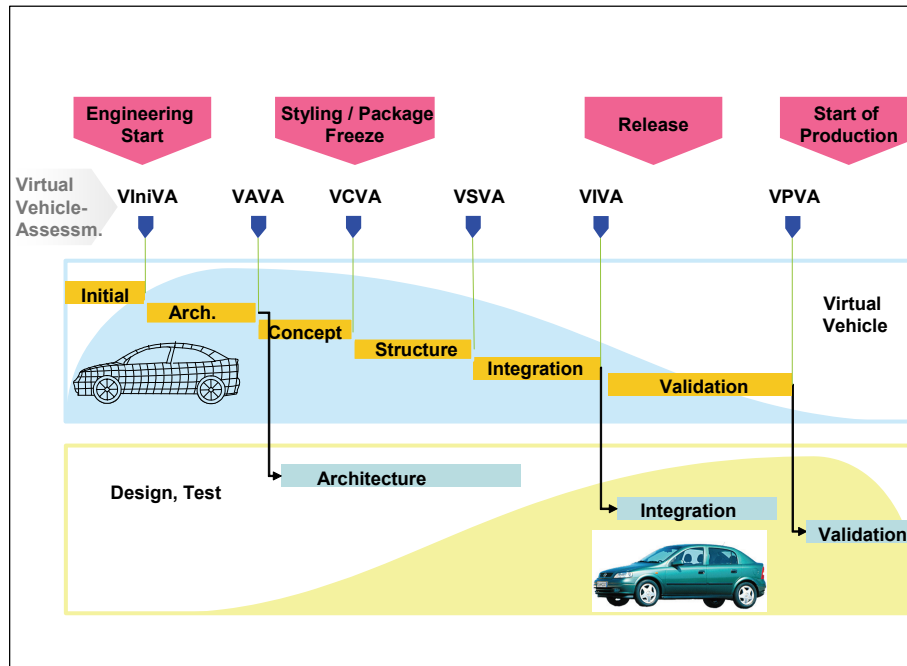 Engineering
Start
Styling / Package
Freeze
Release
Start of
Production
Virtual
Vehicle-
Assessm.
VIniVA
VAVA
VCVA
VSVA
VIVA
VPVA
Initial
Arch.
Concept
Structure
Integration
Validation
Virtual
Vehicle
Design, Test
Architecture
Integration
Validation